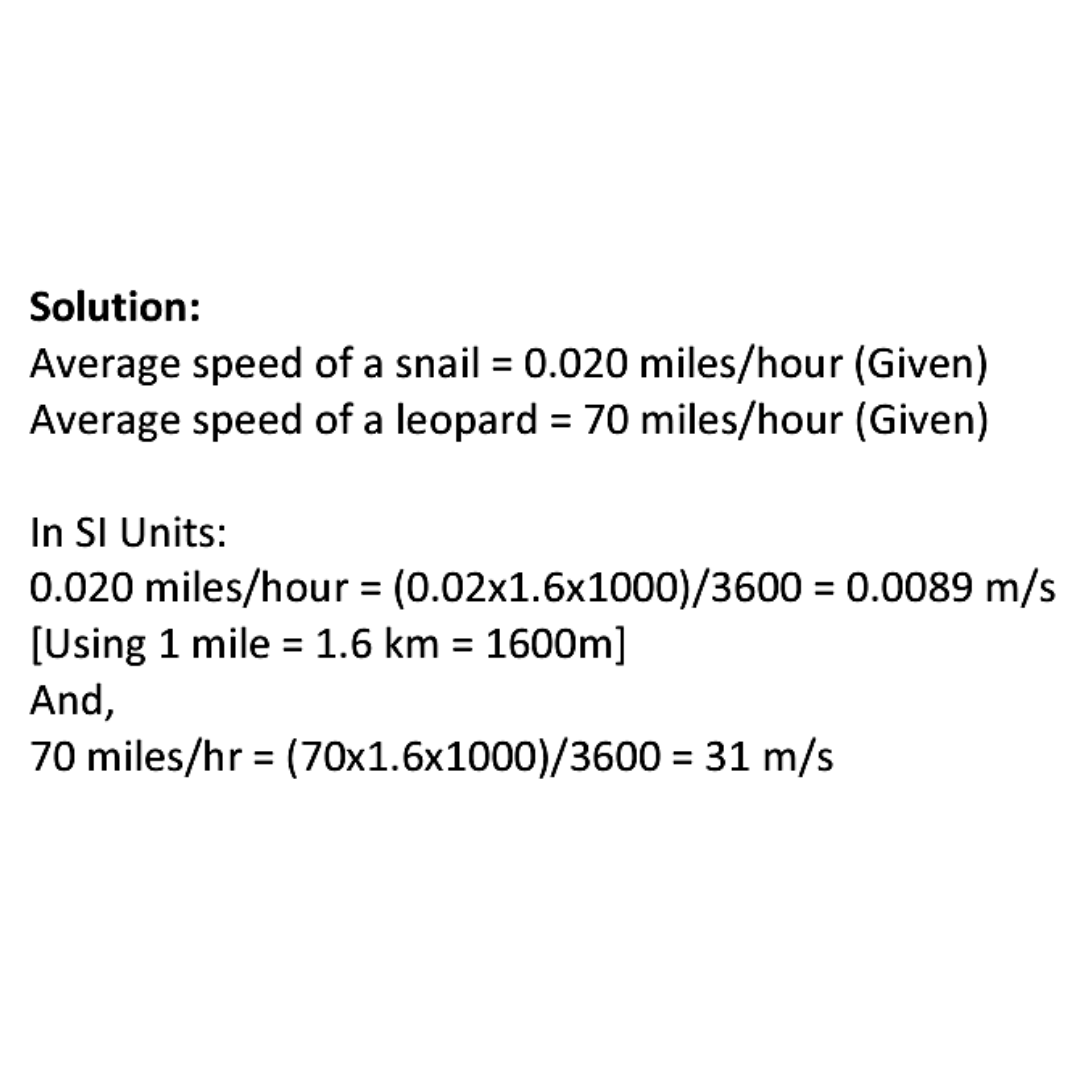 Solution:
Average speed of a snail = 0.020 miles/hour (Given)
Average speed of a leopard = 70 miles/hour (Given)
In SI Units:
0.020 miles/hour = (0.02x1.6x1000)/3600 = 0.0089 m/s
[Using 1 mile = 1.6 km = 1600m]
And,
70 miles/hr = (70x1.6x1000)/3600 = 31 m/s